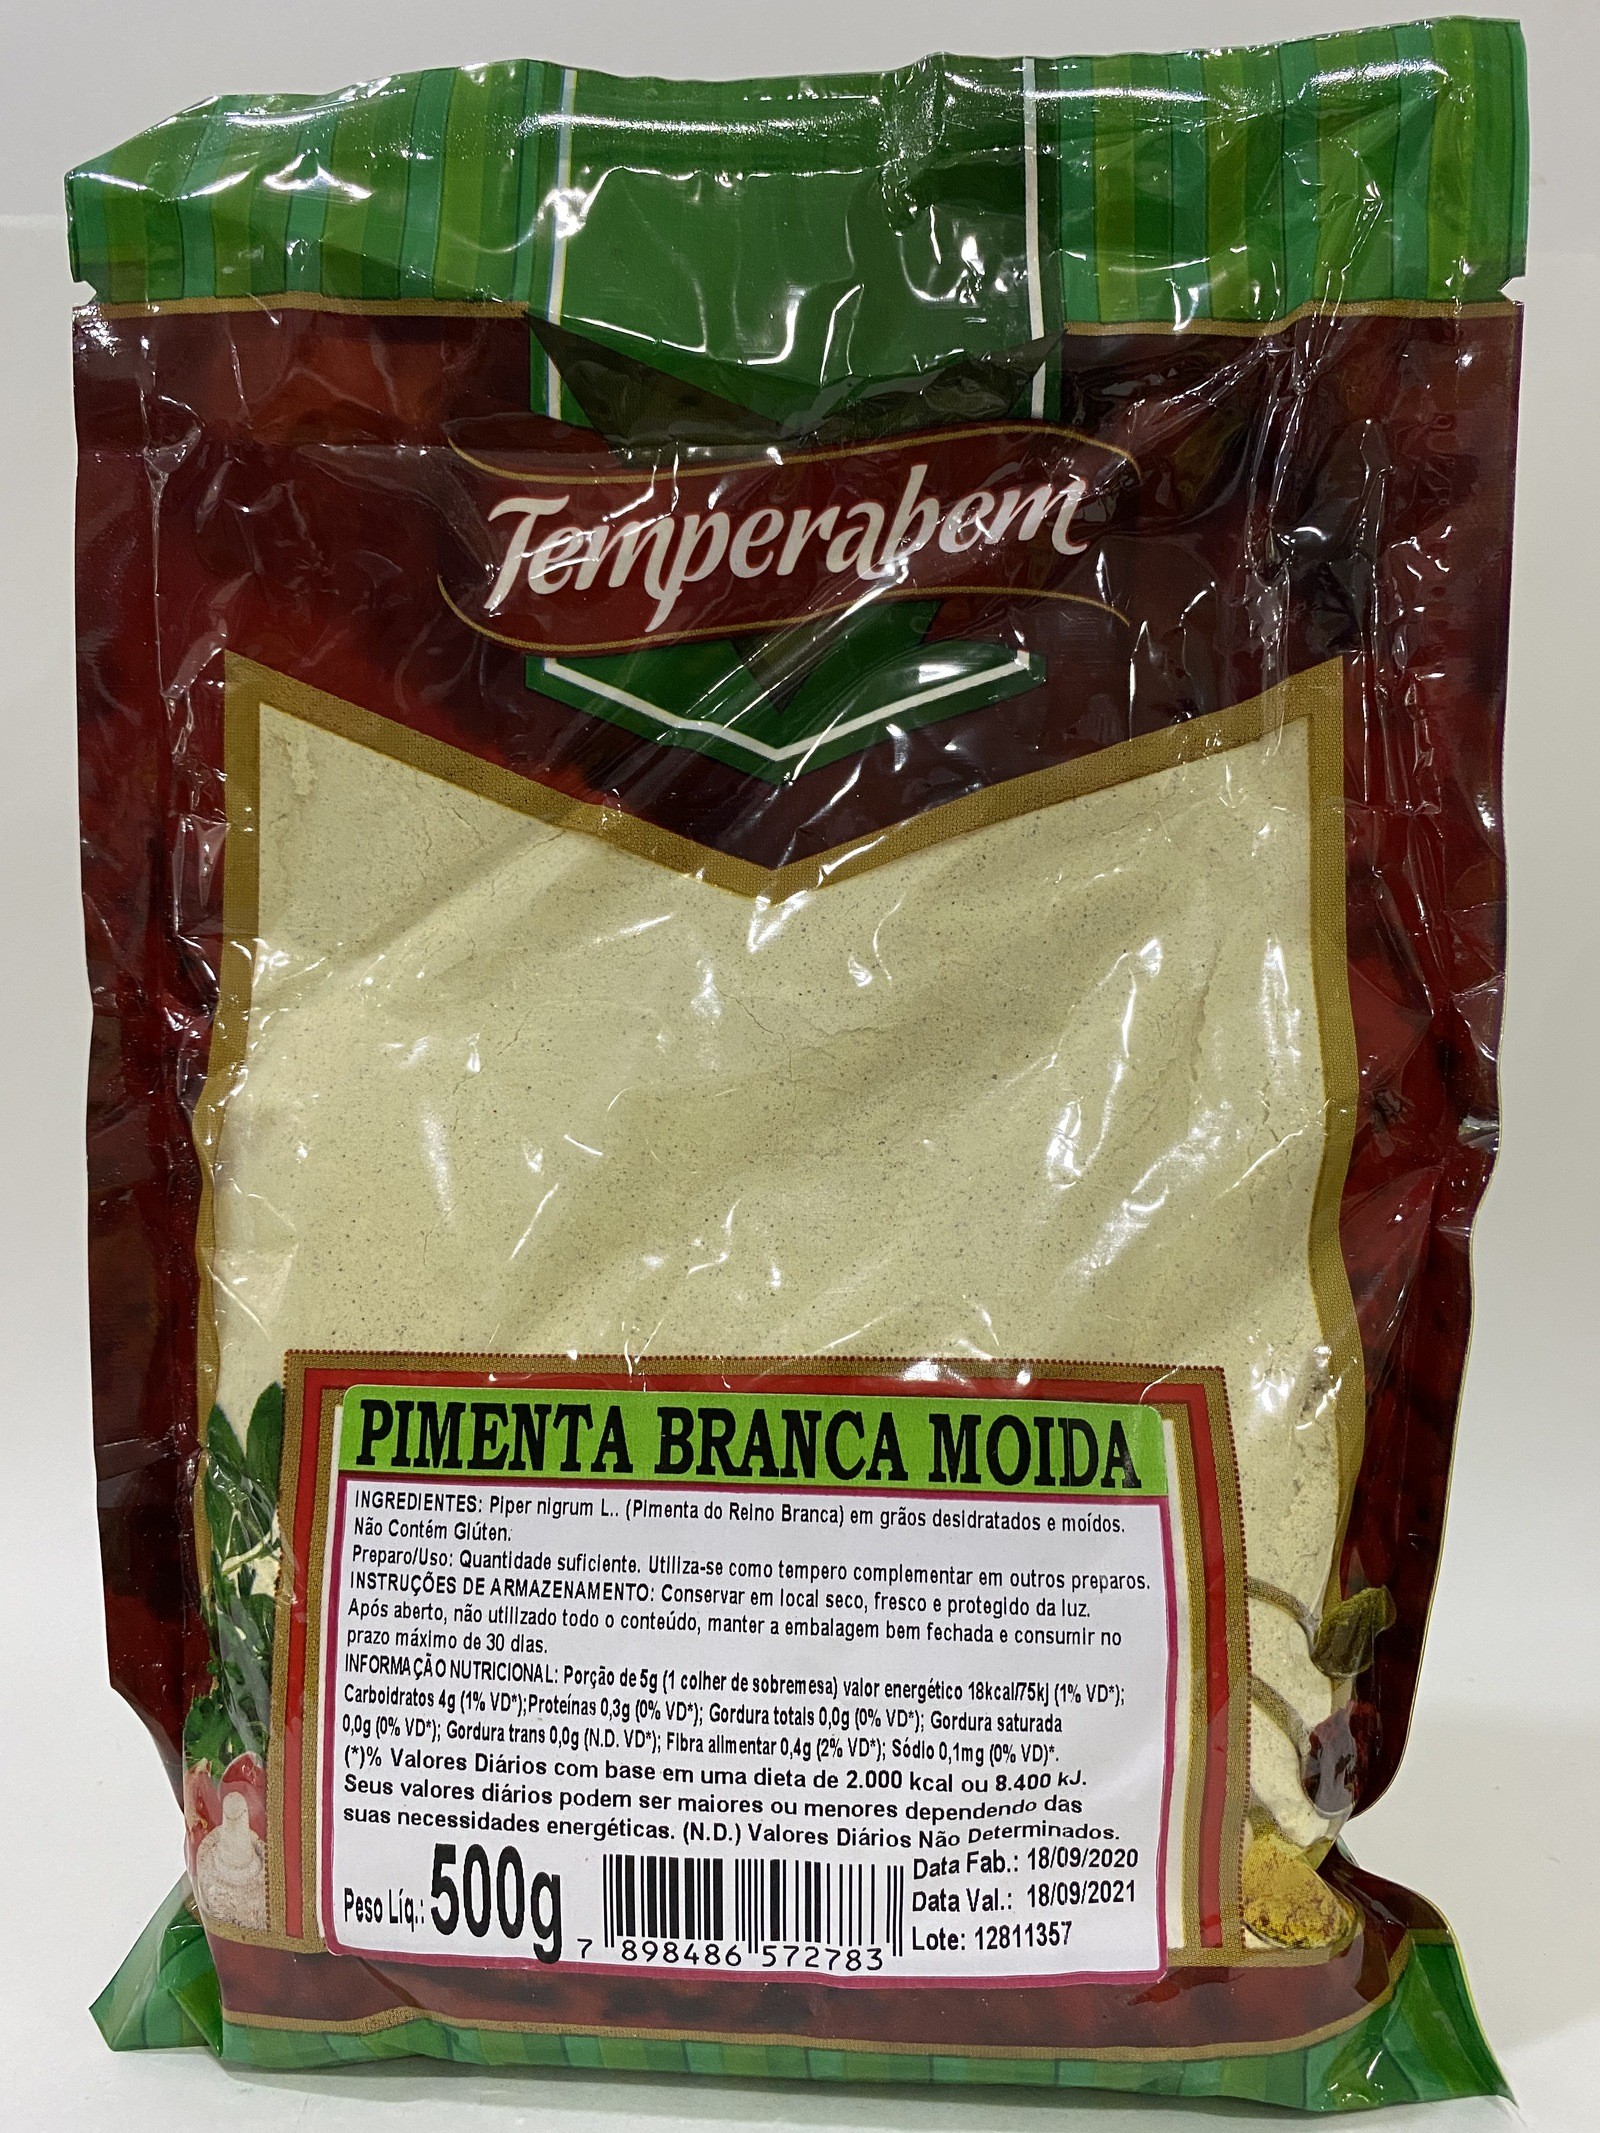 Temperabem
PIMENTA BRANCA MOIDA
INGREDIENTES: Piper nigrum L.. (Pimenta do Reino Branca) em grãos desidratados e moídos.
Não Contém Glúten.
Preparo/Uso: Quantidade suficiente. Utiliza-se como tempero complementar em outros preparos.
INSTRUÇÕES DE ARMAZENAMENTO: Conservar em local seco, fresco e protegido da luz.
Após aberto, não utilizado todo o conteúdo, manter a embalagem bem fechada e consumir no
prazo máximo de 30 dias.
INFORMAÇÃO NUTRICIONAL: Porção de 5g (1 colher de sobremesa) valor energético 18kcal/75kj (1% VD*);
Carboidratos 4g (1% VD*);Proteínas 0,3g (0% VD*); Gordura totais 0,0g (0% VD*); Gordura saturada
0,0g (0% VD*); Gordura trans 0,0g (N.D. VD*); Fibra alimentar 0,4g (2% VD*); Sódio 0,1mg (0% VD)*.
(*)% Valores Diários com base em uma dieta de 2.000 kcal ou 8.400 kJ.
Seus valores diários podem ser maiores ou menores dependendo das
suas necessidades energéticas. (N.D.) Valores Diários Não Determinados.
Peso Líq.: 500g
7 898486 572783
Data Fab.: 18/09/2020
Data Val.: 18/09/2021
Lote: 12811357